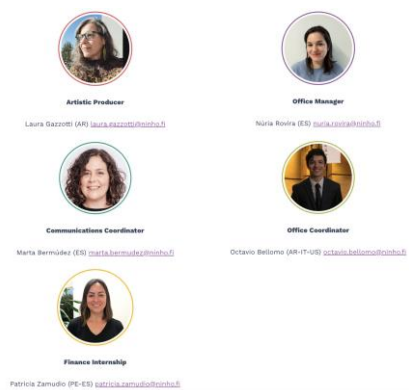 Artistic Producer
Laura Gazzotti (AR) laura.gazzotti@ninho.fi
Office Manager
Núria Rovira (ES) nuria.rovira@ninho.fi
Communications Coordinator
Marta Bermúdez (ES) marta.bermudez@ninho.fi
Office Coordinator
Octavio Bellomo (AR-IT-US) octavio.bellomo@ninho.fi
Finance Internship
Patricia Zamudio (PE-ES) patricia.zamudio@ninho.fi